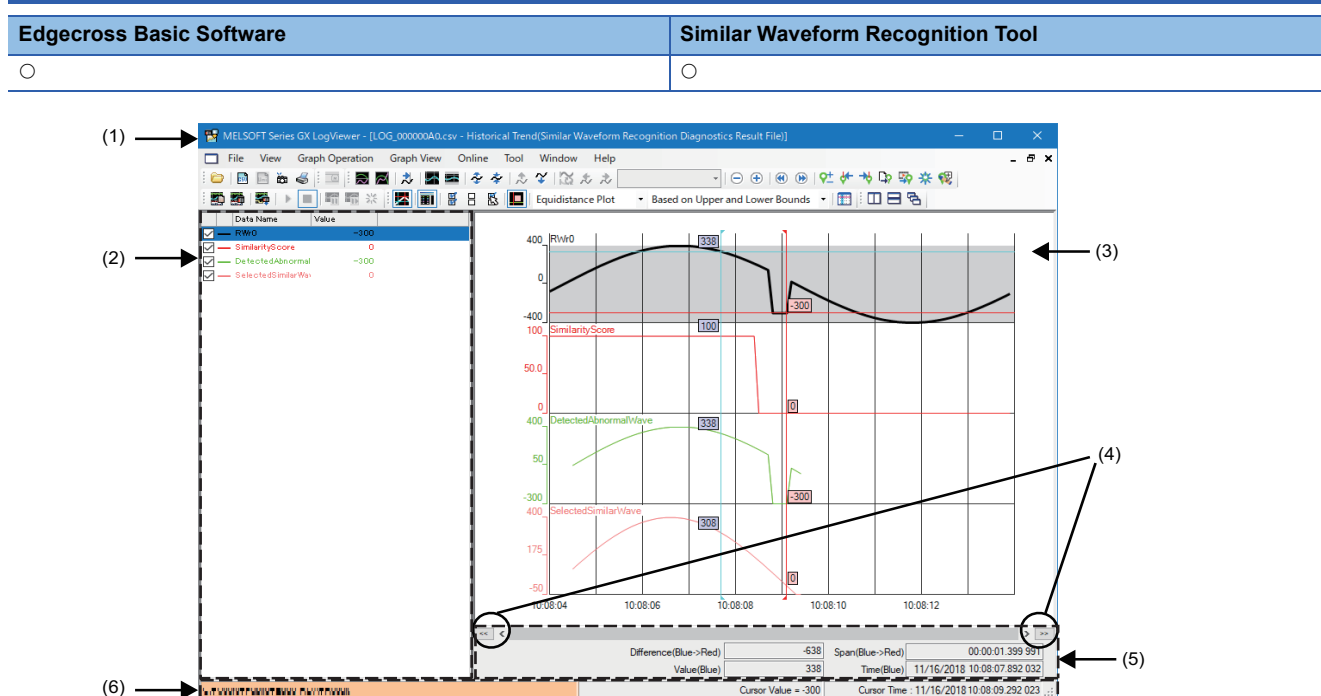 Edgecross Basic Software Similar Waveform Recognition Tool
○ ○
(1)
MELSOFT Series GX LogViewer - [LOG_000000A0.csv - Historical Trend(Similar Waveform Recognition Diagnostics Result File)]
File View Graph Operation Graph View Online Tool Window Help
Equidistance Plot Based on Upper and Lower Bounds
Data Name Value
RWr0 -300
SimilarityScore 0
DetectedAbnormal -300
SelectedSimilarWav 0
(2)
(3)
400 RWr0 338
0
-300
-400
100 SimilarityScore 100
50.0
0 0
400 DetectedAbnormalWave 338
50
(4)
-300 -300
400 SelectedSimilarWave 308
175
0
-50
10:08:04 10:08:06 10:08:08 10:08:10 10:08:12
<< < > >>
Difference(Blue->Red) -638 Span(Blue->Red) 00:00:01.399 991
(5)
Value(Blue) 338 Time(Blue) 11/16/2018 10:08:07.892 032
(6)
Cursor Value = -300 Cursor Time : 11/16/2018 10:08:09.292 023